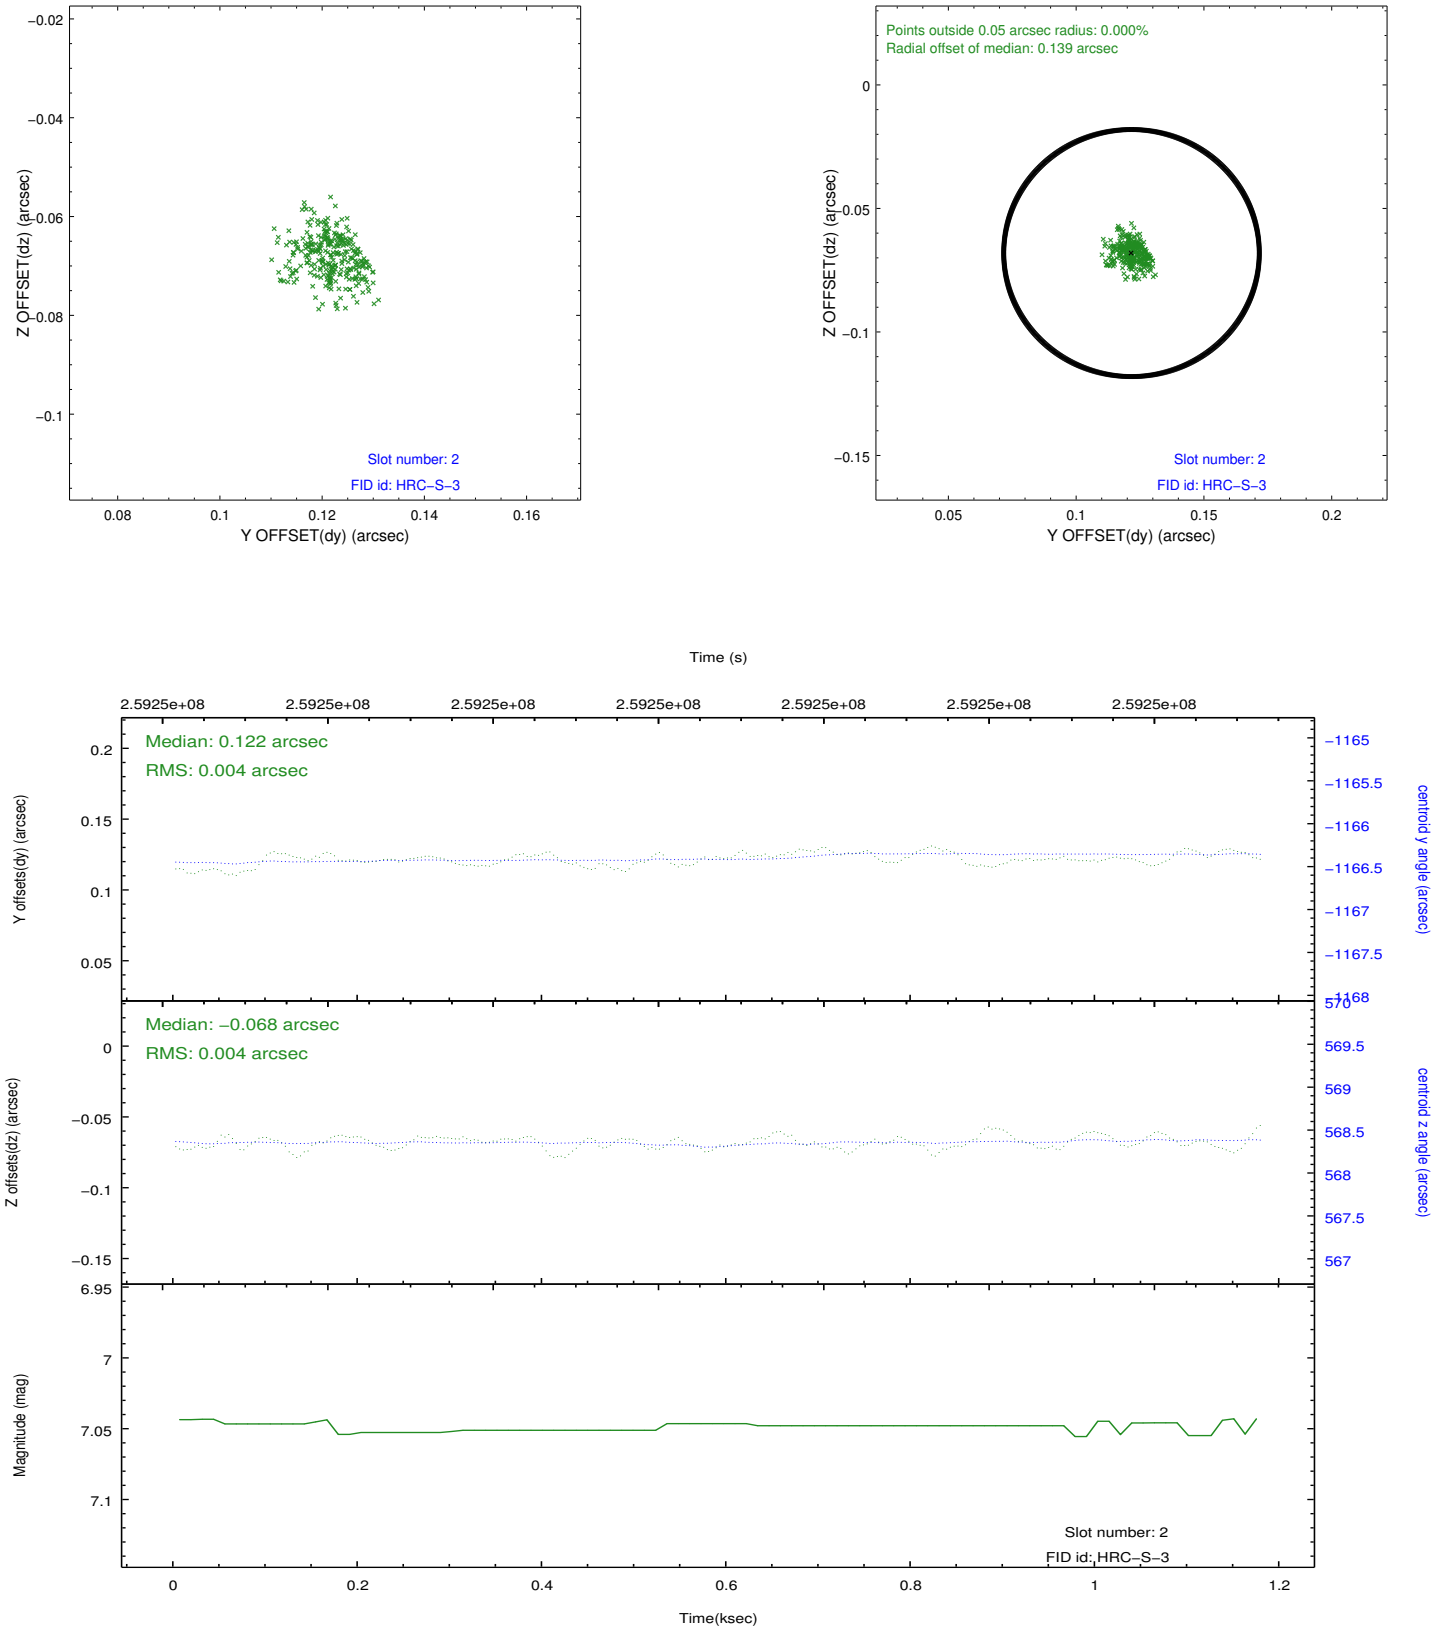 −0.02
−0.04
−0.06
−0.08
−0.1
Z OFFSET(dz) (arcsec)
Slot number: 2
FID id: HRC−S−3
0.08 0.1 0.12 0.14 0.16
Y OFFSET(dy) (arcsec)
Points outside 0.05 arcsec radius: 0.000%
Radial offset of median: 0.139 arcsec
0
−0.05
−0.1
−0.15
Z OFFSET(dz) (arcsec)
Slot number: 2
FID id: HRC−S−3
0.05 0.1 0.15 0.2
Y OFFSET(dy) (arcsec)
Time (s)
2.5925e+08 2.5925e+08 2.5925e+08 2.5925e+08 2.5925e+08 2.5925e+08 2.5925e+08
Median: 0.122 arcsec
RMS: 0.004 arcsec
0.2
0.15
0.1
0.05
Y offsets(dy) (arcsec)
−1165
−1165.5
−1166
−1166.5
−1167
−1167.5
−1168
centroid y angle (arcsec)
Median: −0.068 arcsec
RMS: 0.004 arcsec
0
−0.05
−0.1
−0.15
Z offsets(dz) (arcsec)
570
569.5
569
568.5
568
567.5
567
centroid z angle (arcsec)
6.95
7
7.05
7.1
Magnitude (mag)
Slot number: 2
FID id: HRC−S−3
0 0.2 0.4 0.6 0.8 1 1.2
Time(ksec)